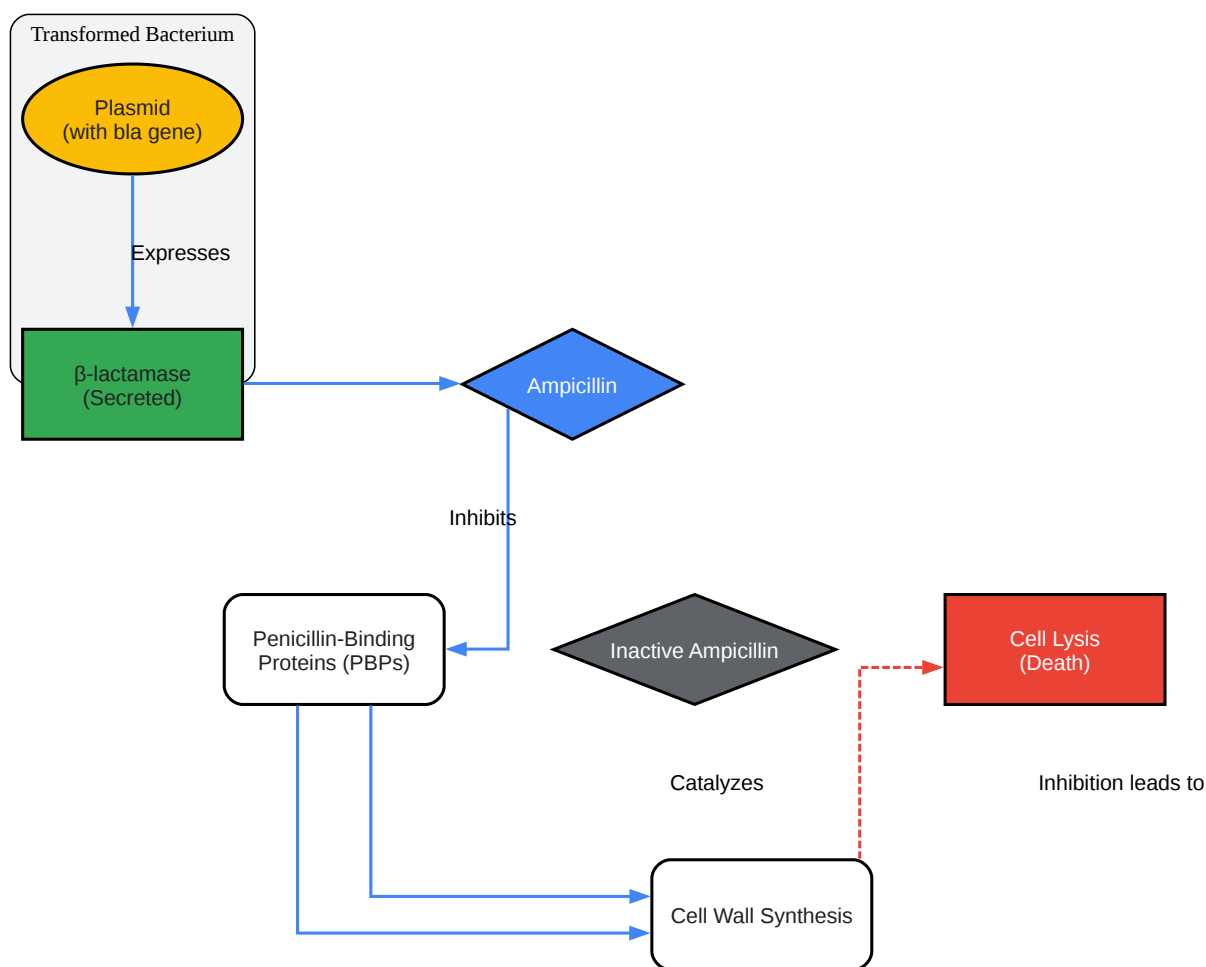 Transformed Bacterium
Plasmid
(with bla gene)
Expresses
β-lactamase
(Secreted)
Ampicillin
Inhibits
Penicillin-Binding
Proteins (PBPs)
Inactive Ampicillin
Cell Lysis
(Death)
Catalyzes
Inhibition leads to
Cell Wall Synthesis